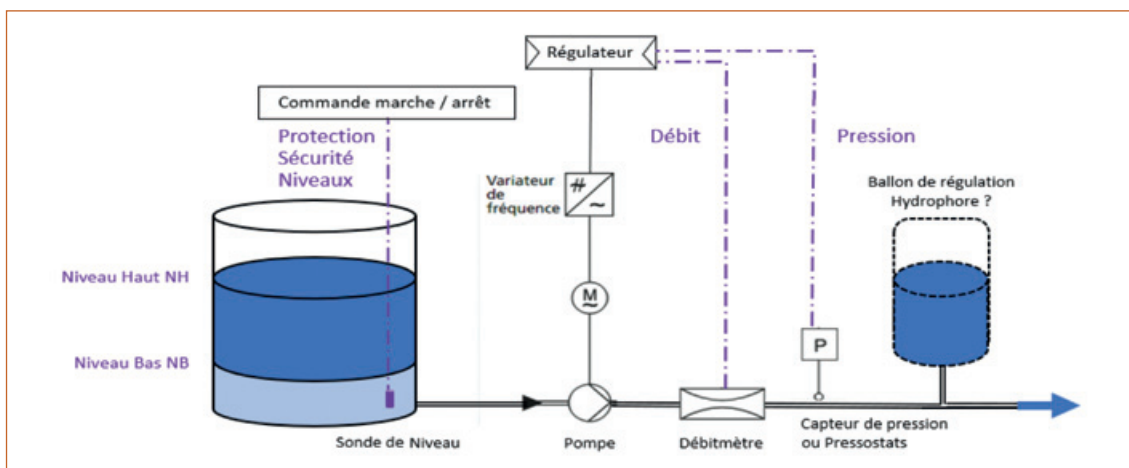 Régulateur
Commande marche / arrêt
Protection
Sécurité
Niveaux
Débit
Pression
Variateur
de
fréquence
#
~
Ballon de régulation
Hydrophore ?
Niveau Haut NH
M
~
Niveau Bas NB
P
Sonde de Niveau
Pompe
Débitmètre
Capteur de pression
ou Pressostats